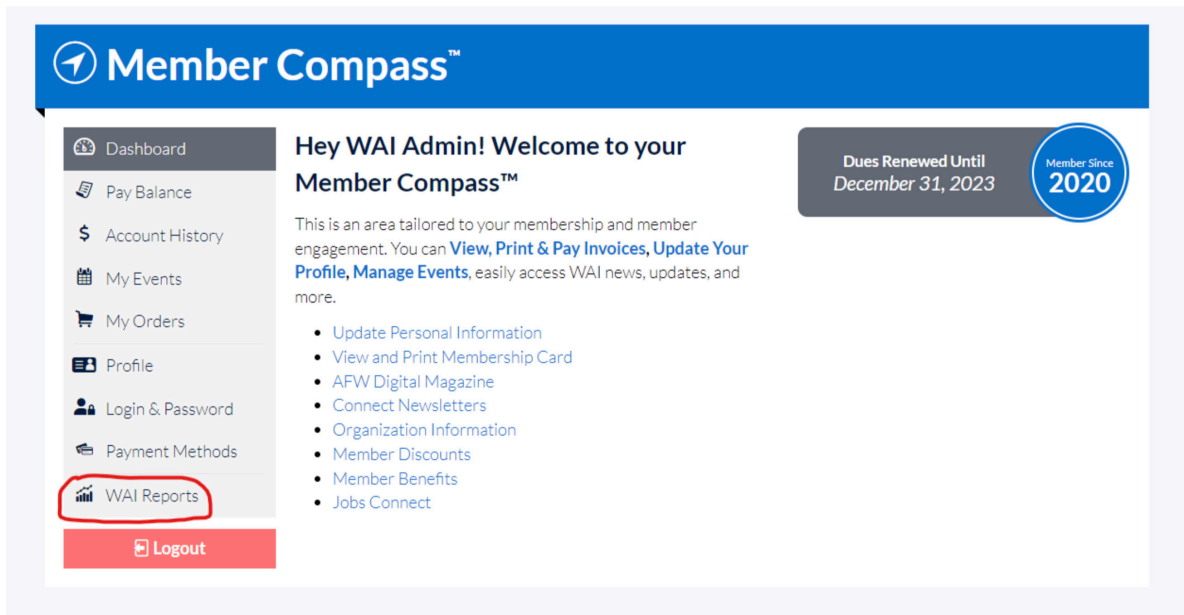 Member Compass™
Dashboard
Pay Balance
Account History
My Events
My Orders
Profile
Login & Password
Payment Methods
WAI Reports
Logout
Hey WAI Admin! Welcome to your
Member Compass™
This is an area tailored to your membership and member
engagement. You can View, Print & Pay Invoices, Update Your
Profile, Manage Events, easily access WAI news, updates, and
more.
• Update Personal Information
• View and Print Membership Card
• AFW Digital Magazine
• Connect Newsletters
• Organization Information
• Member Discounts
• Member Benefits
• Jobs Connect
Dues Renewed Until
December 31, 2023
Member Since
2020